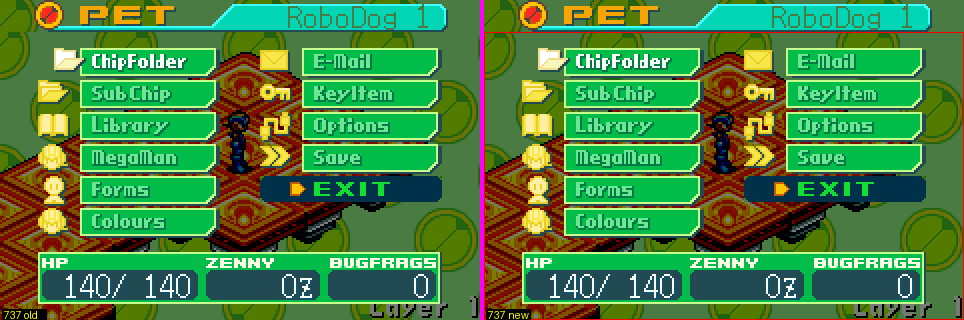 PET RoboDog 1
ChipFolder E-Mail
SubChip KeyItem
Library Options
MegaMan Save
Forms EXIT
Colours
HP ZENNY BUGFRAGS
140/ 140 0z 0
Layer 1
737 old
PET RoboDog 1
ChipFolder E-Mail
SubChip KeyItem
Library Options
MegaMan Save
Forms EXIT
Colours
HP ZENNY BUGFRAGS
140/ 140 0z 0
Layer 1
737 new